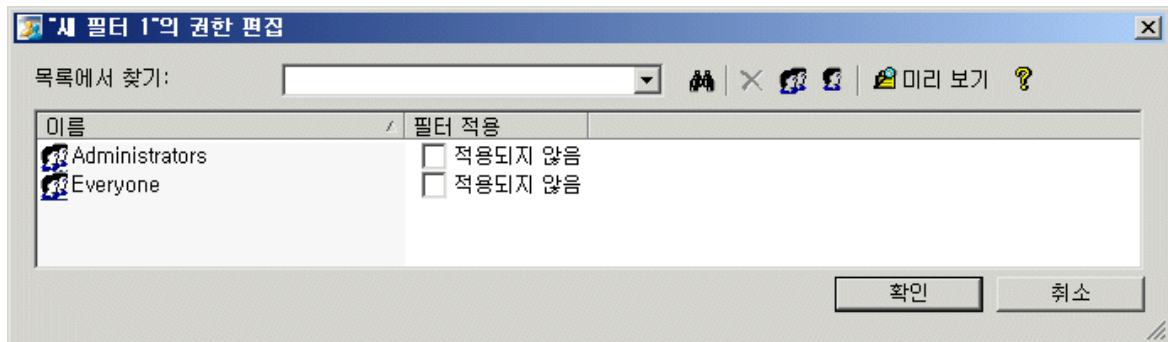 "새 필터 1"의 권한 편집
목록에서 찾기:
미리 보기
이름 필터 적용
Administrators 적용되지 않음
Everyone 적용되지 않음
확인 취소